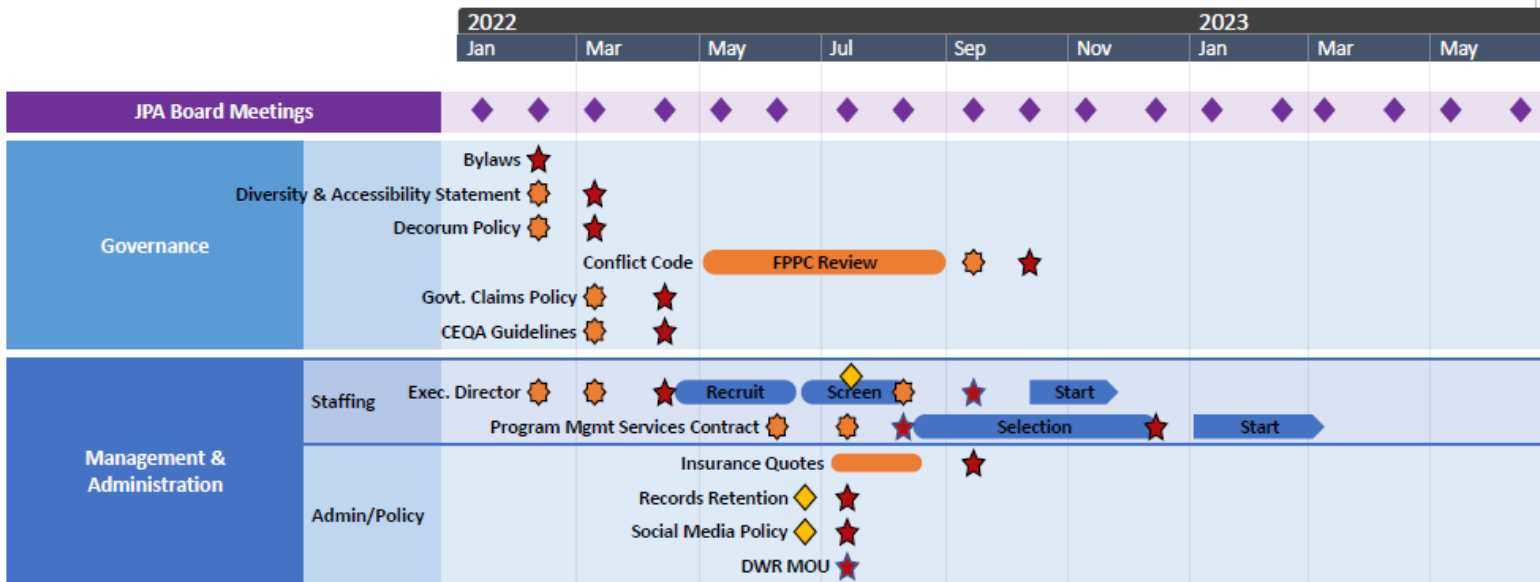 2022 2023
Jan Mar May Jul Sep Nov Jan Mar May
JPA Board Meetings
Governance
Bylaws
Diversity & Accessibility Statement
Decorum Policy
Conflict Code FPPC Review
Govt. Claims Policy
CEQA Guidelines
Management &
Administration
Staffing
Exec. Director Recruit Screen Start
Program Mgmt Services Contract Selection Start
Admin/Policy
Insurance Quotes
Records Retention
Social Media Policy
DWR MOU